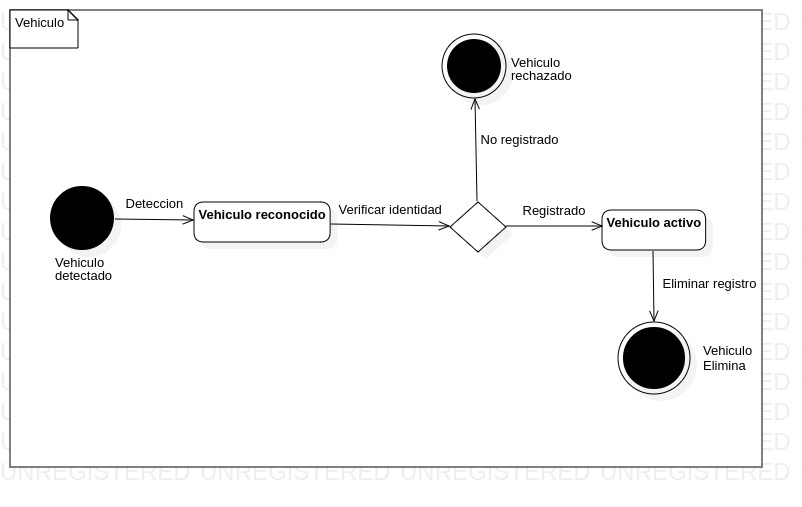 Vehiculo
Vehiculo
rechazado
No registrado
Deteccion
Vehiculo reconocido
Verificar identidad
Registrado
Vehiculo activo
Vehiculo
detectado
Eliminar registro
Vehiculo
Elimina
UNREGISTERED UNREGISTERED UNREGISTERED UNREGISTERED